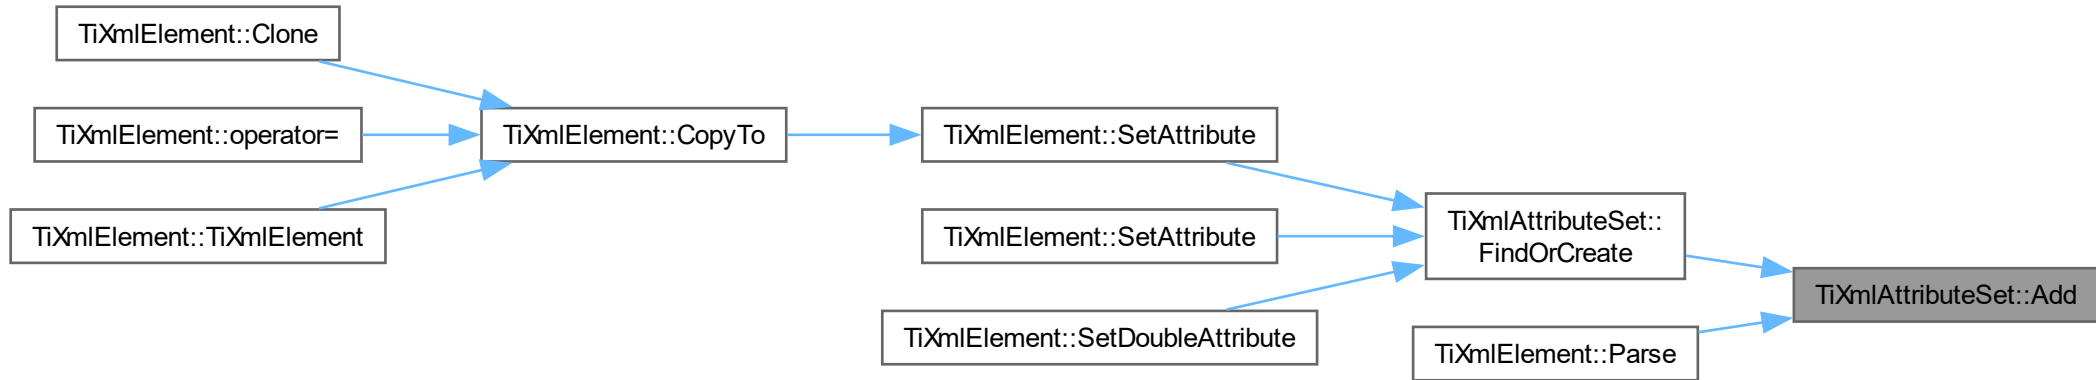 TiXmlElement::Clone
TiXmlElement::operator=
TiXmlElement::TiXmlElement
TiXmlElement::CopyTo
TiXmlElement::SetAttribute
TiXmlElement::SetAttribute
TiXmlElement::SetDoubleAttribute
TiXmlAttributeSet::
FindOrCreate
TiXmlElement::Parse
TiXmlAttributeSet::Add